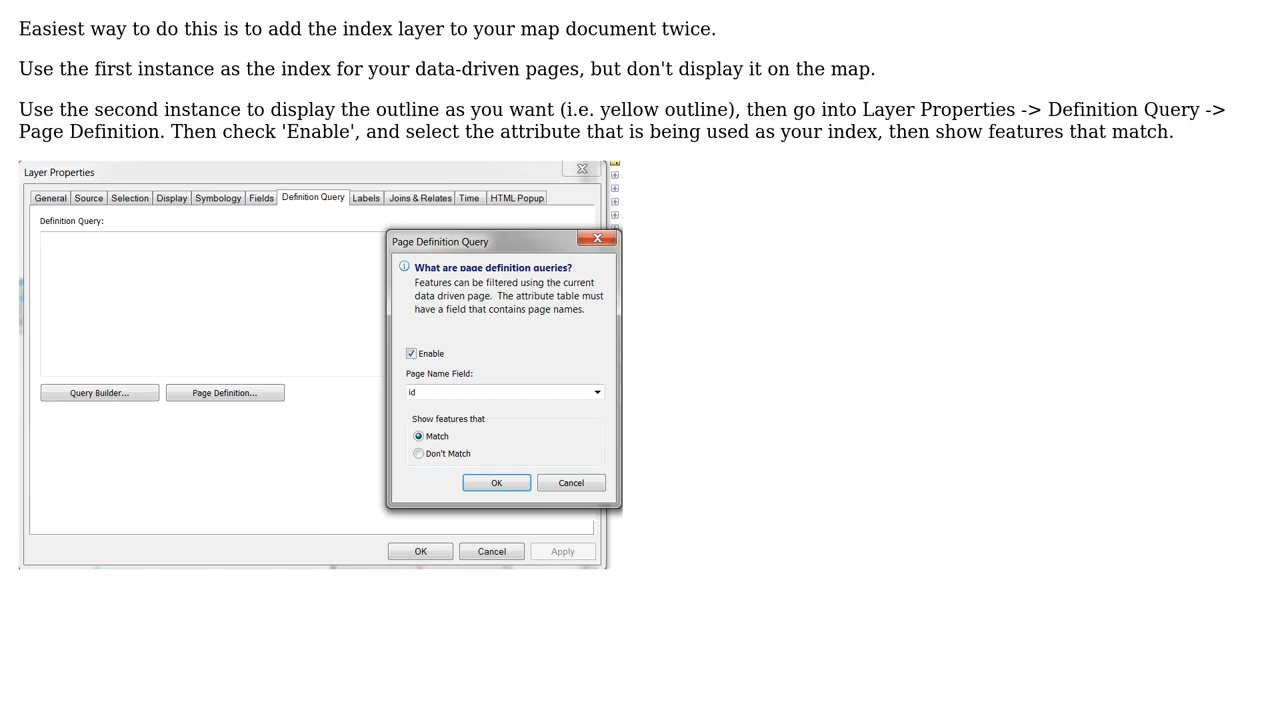 Easiest way to do this is to add the index layer to your map document twice.
Use the first instance as the index for your data-driven pages, but don't display it on the map.
Use the second instance to display the outline as you want (i.e. yellow outline), then go into Layer Properties -> Definition Query ->
Page Definition. Then check 'Enable', and select the attribute that is being used as your index, then show features that match.
Layer Properties
General Source Selection Display Symbology Fields Definition Query Labels Joins & Relates Time HTML Popup
Definition Query:
Query Builder... Page Definition...
Page Definition Query
What are page definition queries?
Features can be filtered using the current
data driven page. The attribute table must
have a field that contains page names.
Enable
Page Name Field:
id
Show features that
Match
Don't Match
OK Cancel
OK Cancel Apply